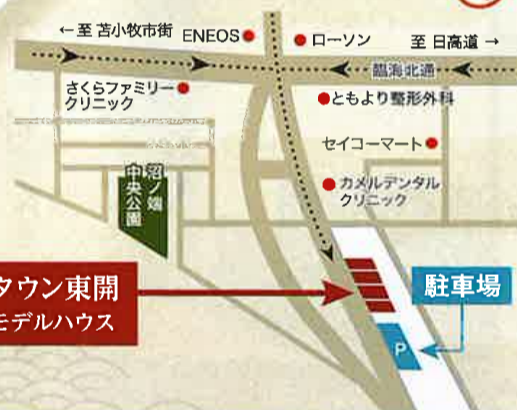 ←至 苫小牧市街
ENEOS
ローソン
至 日高道 →
臨海北通
さくらファミリー
クリニック
ともより整形外科
セイコーマート
カメルデンタル
クリニック
沼ノ端
中央公園
タウン東開
モデルハウス
駐車場
P